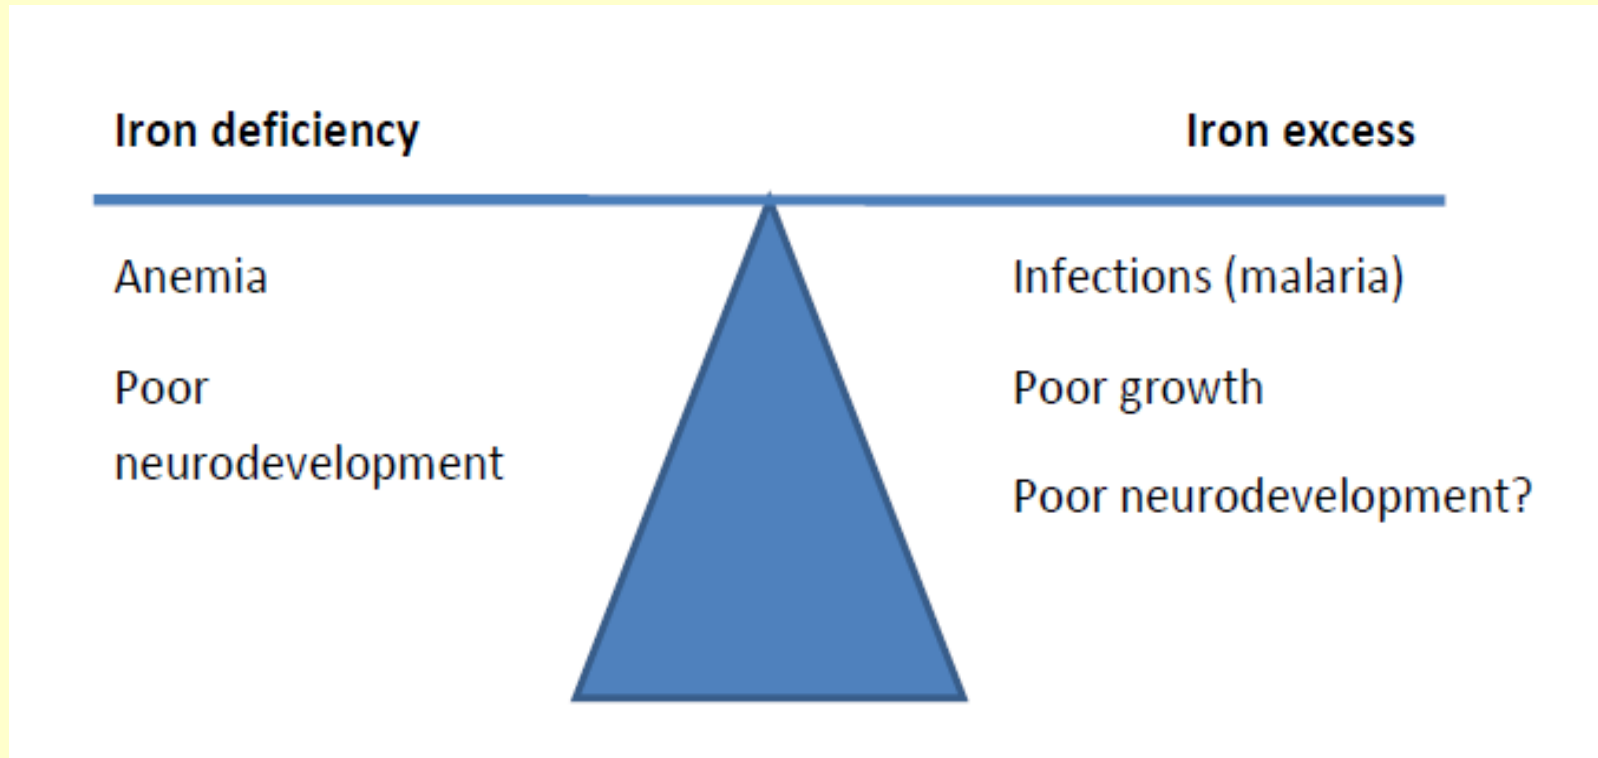 Iron deficiency
Iron excess
Anemia
Infections (malaria)
Poor
neurodevelopment
Poor growth
Poor neurodevelopment?